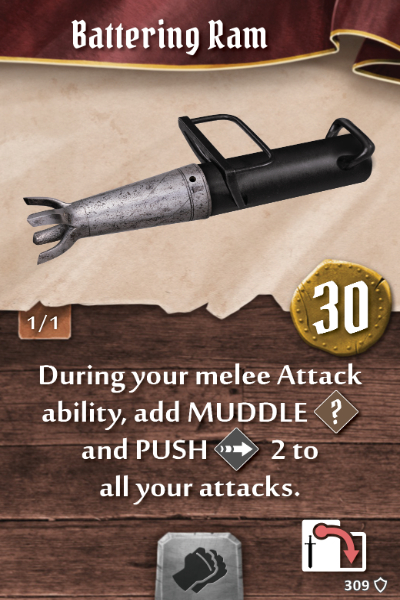 Battering Ram
1/1
30
During your melee Attack
ability, add MUDDLE ?
and PUSH 2 to
all your attacks.
309